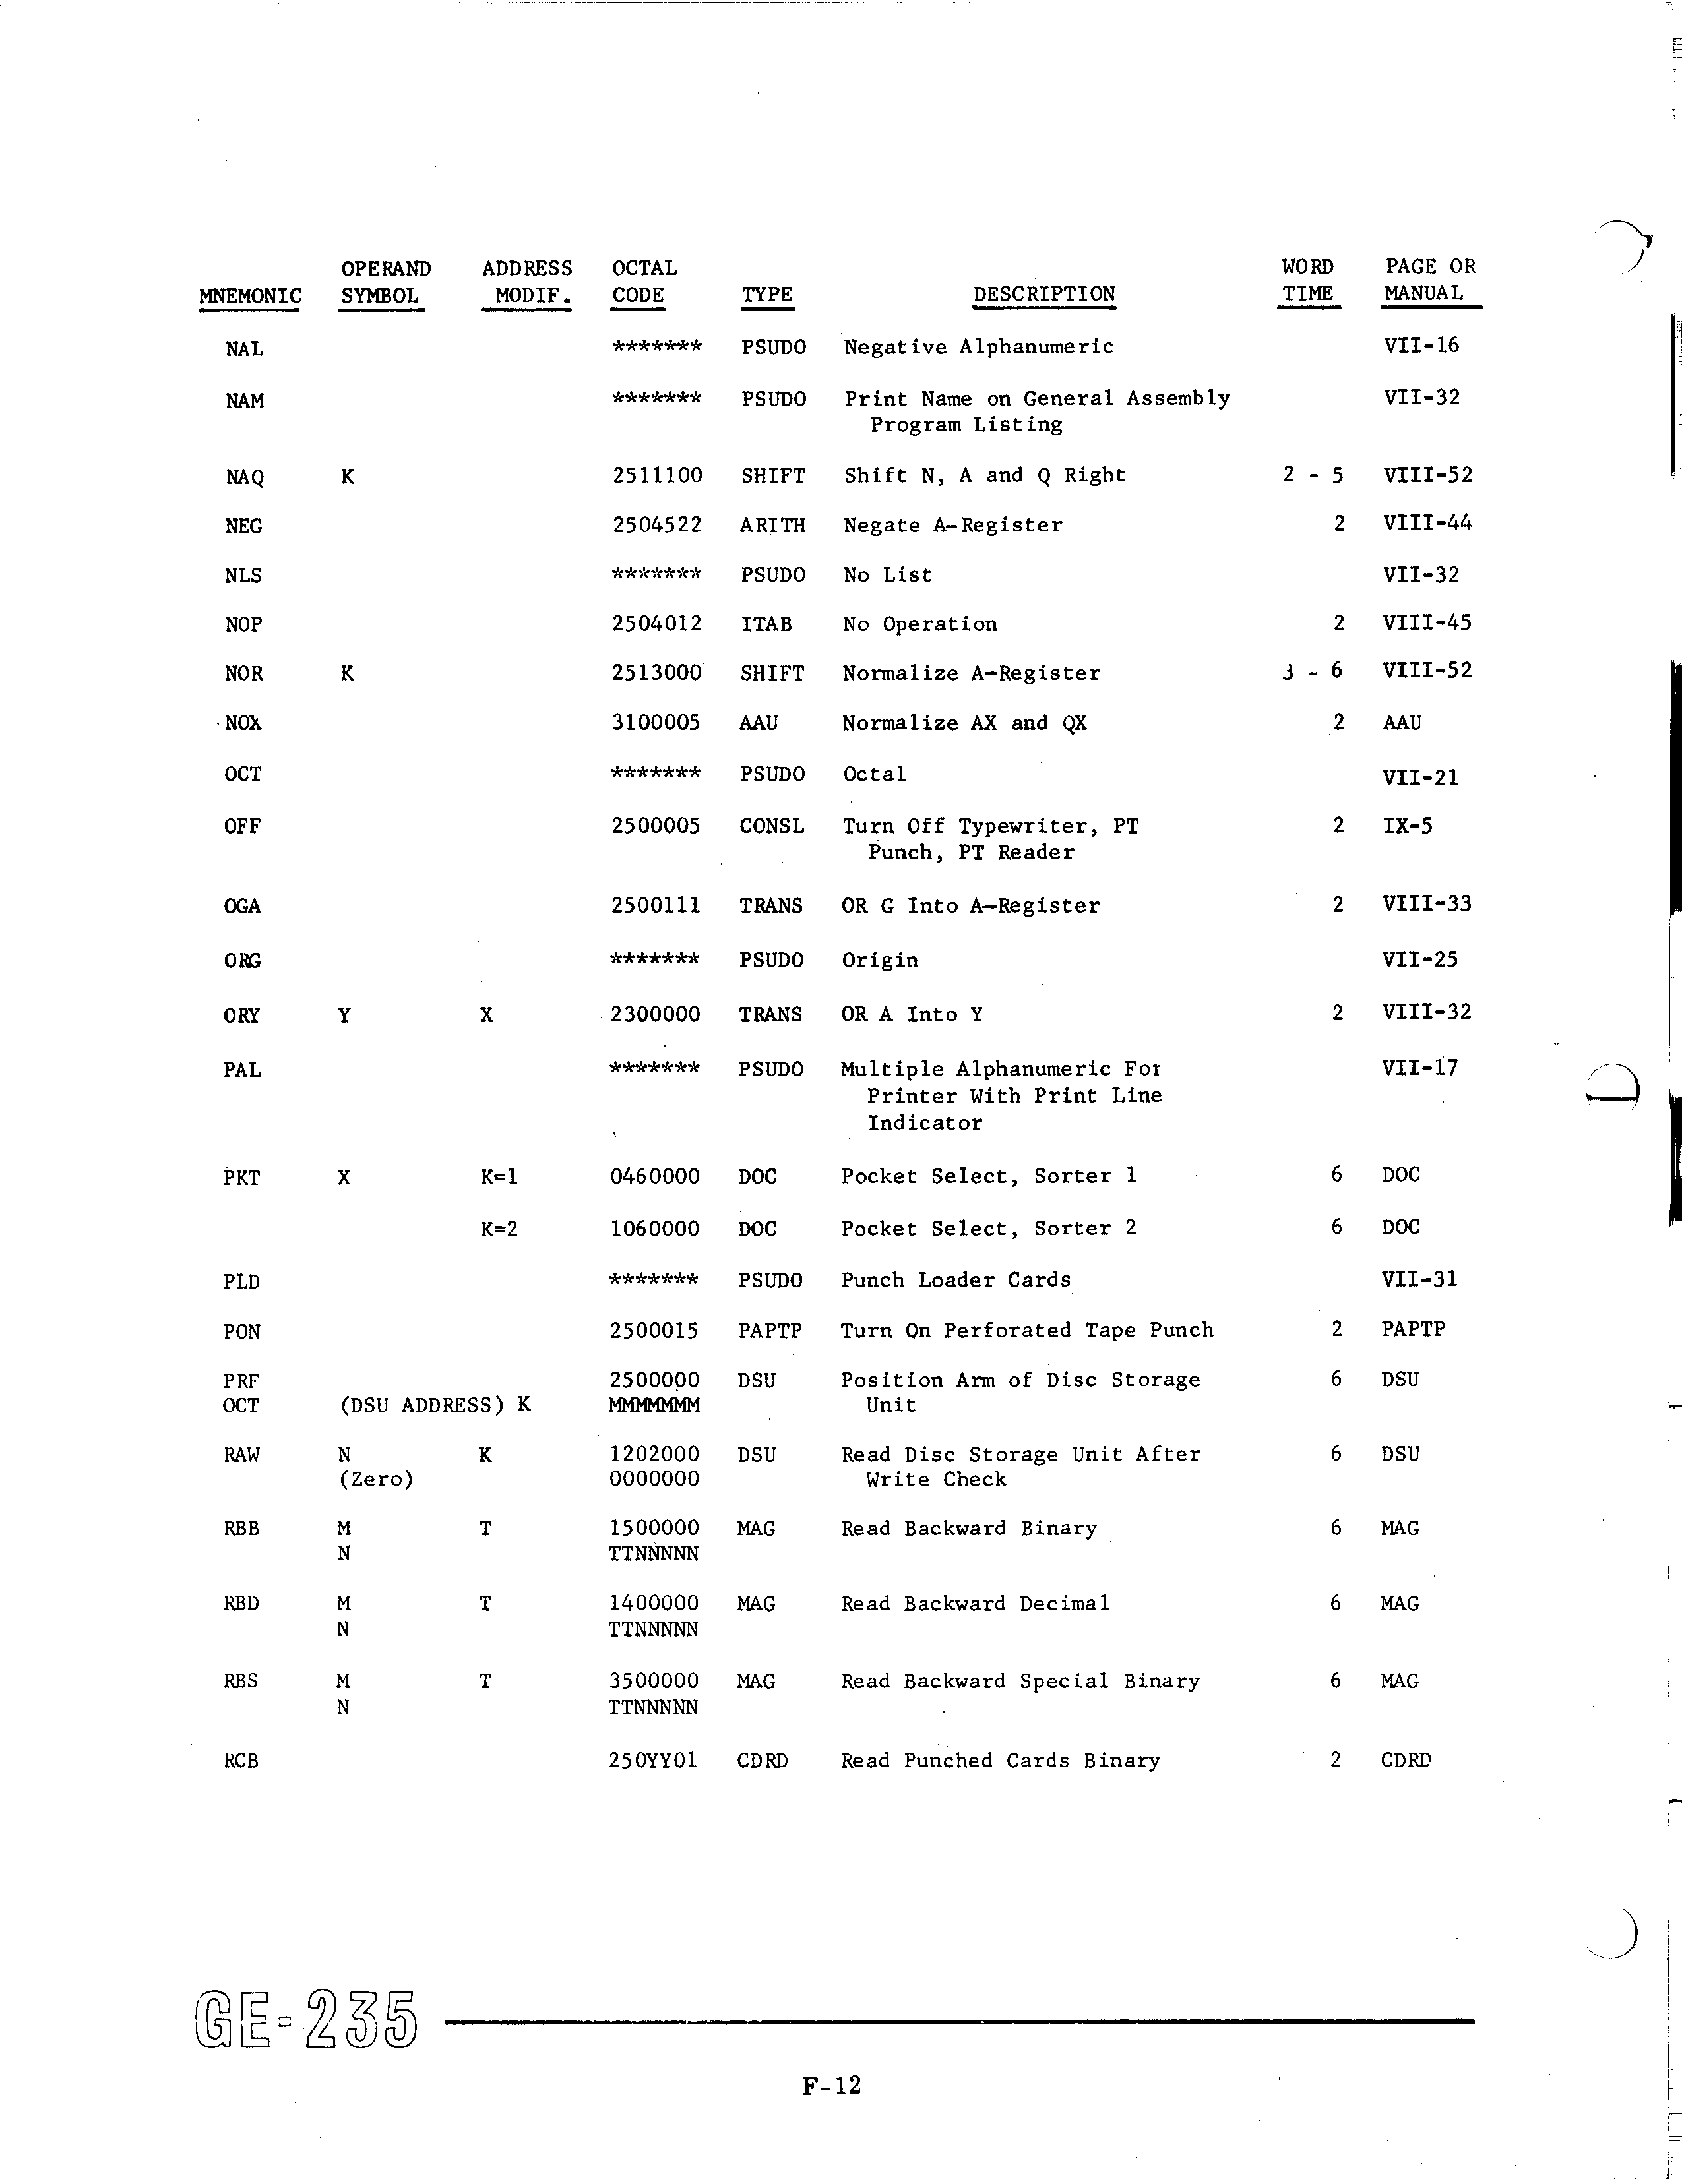 OPERAND ADDRESS OCTAL WORD PAGE OR
MNEMONIC SYMBOL MODIF. CODE TYPE DESCRIPTION TIME MANUAL
NAL ******* PSUDO Negative Alphanumeric VII-16
NAM ******* PSUDO Print Name on General Assembly VII-32
Program Listing
NAQ K 2511100 SHIFT Shift N, A and Q Right 2 - 5 VIII-52
NEG 2504522 ARITH Negate A-Register 2 VIII-44
NLS ******* PSUDO No List VII-32
NOP 2504012 ITAB No Operation 2 VIII-45
NOR K 2513000 SHIFT Normalize A-Register 3 - 6 VIII-52
NOX 3100005 AAU Normalize AX and QX 2 AAU
OCT ******* PSUDO Octal VII-21
OFF 2500005 CONSL Turn Off Typewriter, PT 2 IX-5
Punch, PT Reader
OGA 2500111 TRANS OR G Into A-Register 2 VIII-33
ORG ******* PSUDO Origin VII-25
ORY Y X 2300000 TRANS OR A Into Y 2 VIII-32
PAL ******* PSUDO Multiple Alphanumeric For VII-17
Printer With Print Line
Indicator
PKT X K=1 0460000 DOC Pocket Select, Sorter 1 6 DOC
K=2 1060000 DOC Pocket Select, Sorter 2 6 DOC
PLD ******* PSUDO Punch Loader Cards VII-31
PON 2500015 PAPTP Turn On Perforated Tape Punch 2 PAPTP
PRF 2500000 DSU Position Arm of Disc Storage 6 DSU
OCT (DSU ADDRESS) K MMMMMMM Unit
RAW N K 1202000 DSU Read Disc Storage Unit After 6 DSU
(Zero) 0000000 Write Check
RBB M T 1500000 MAG Read Backward Binary 6 MAG
N TTNNNNN
RBD M T 1400000 MAG Read Backward Decimal 6 MAG
N TTNNNNN
RBS M T 3500000 MAG Read Backward Special Binary 6 MAG
N TTNNNNN
RCB 250YY01 CDRD Read Punched Cards Binary 2 CDRD
GE-235
F-12